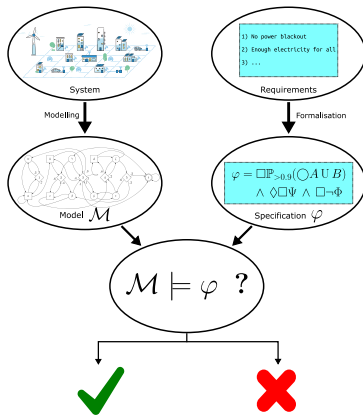 1) No power blackout
2) Enough electricity for all
3) ...
System
Requirements
Modelling
Formalisation
φ = □ℙ>0.9(◯A U B)
∧ ◊□Ψ ∧ □¬Φ
Model ℳ
Specification φ
ℳ ⊨ φ ?